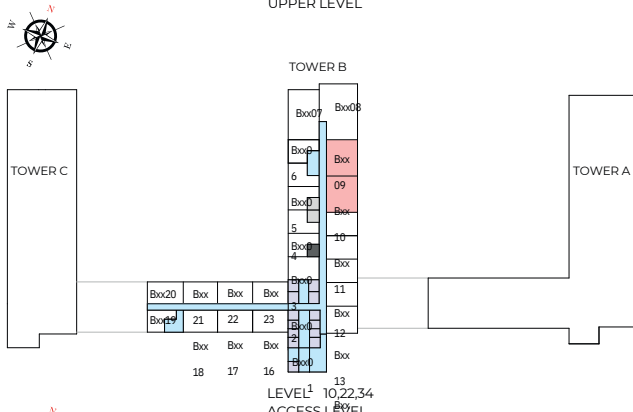 UPPER LEVEL
N
W
E
S
TOWER B
Bxx07
Bxx08
TOWER C
TOWER A
Bxx0
6
Bxx
09
Bxx0
5
Bxx
10
Bxx0
4
Bxx
11
Bxx0
3
Bxx20
Bxx
21
Bxx
22
Bxx
23
Bxx19
Bxx0
2
Bxx
12
Bxx
18
Bxx
17
Bxx
16
Bxx0
1
Bxx
13
Bxx
LEVEL 10,22,34
ACCESS LEVEL
N